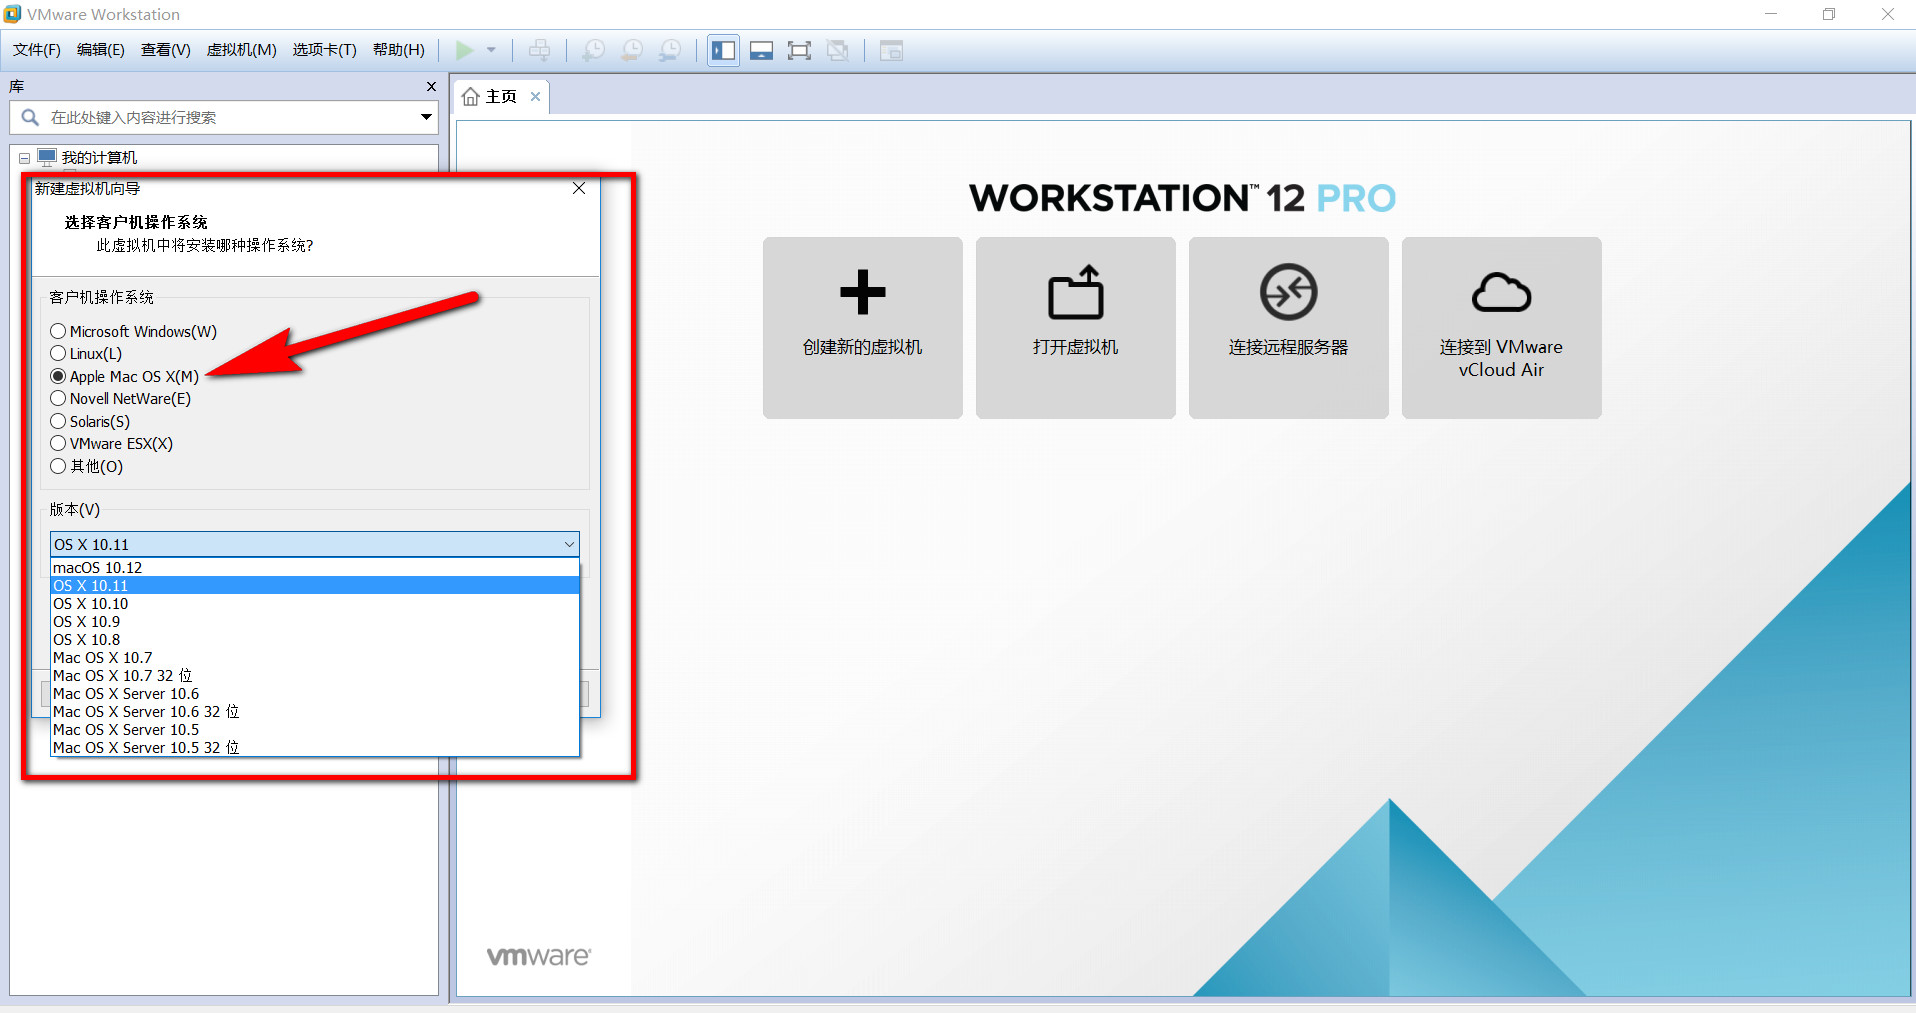 VMware Workstation
文件(F) 编辑(E) 查看(V) 虚拟机(M) 选项卡(T) 帮助(H)
库
在此处键入内容进行搜索
我的计算机
主页
新建虚拟机向导
选择客户机操作系统
此虚拟机中将安装哪种操作系统?
客户机操作系统
Microsoft Windows(W)
Linux(L)
Apple Mac OS X(M)
Novell NetWare(E)
Solaris(S)
VMware ESX(X)
其他(O)
版本(V)
OS X 10.11
macOS 10.12
OS X 10.11
OS X 10.10
OS X 10.9
OS X 10.8
Mac OS X 10.7
Mac OS X 10.7 32 位
Mac OS X Server 10.6
Mac OS X Server 10.6 32 位
Mac OS X Server 10.5
Mac OS X Server 10.5 32 位
WORKSTATION™ 12 PRO
创建新的虚拟机
打开虚拟机
连接远程服务器
连接到 VMware
vCloud Air
vmware®